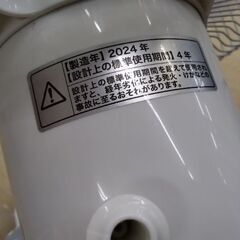 【製造年】2024年
【設計上の標準使用期間】4年
設計上の標準使用期間を超えて使用され
ますと、経年劣化による発火・けがなどの
事故に至るおそれがあります。